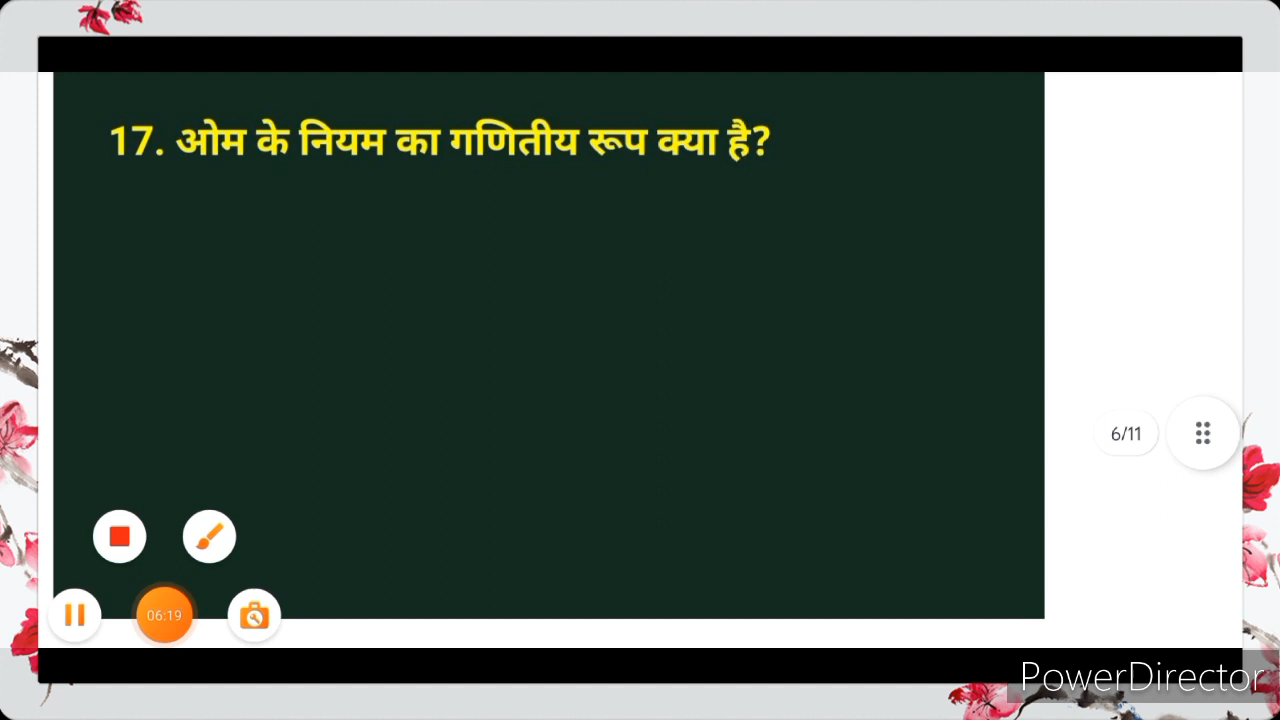 17. ओम के नियम का गणितीय रूप क्या है?
6/11
06:19
PowerDirector